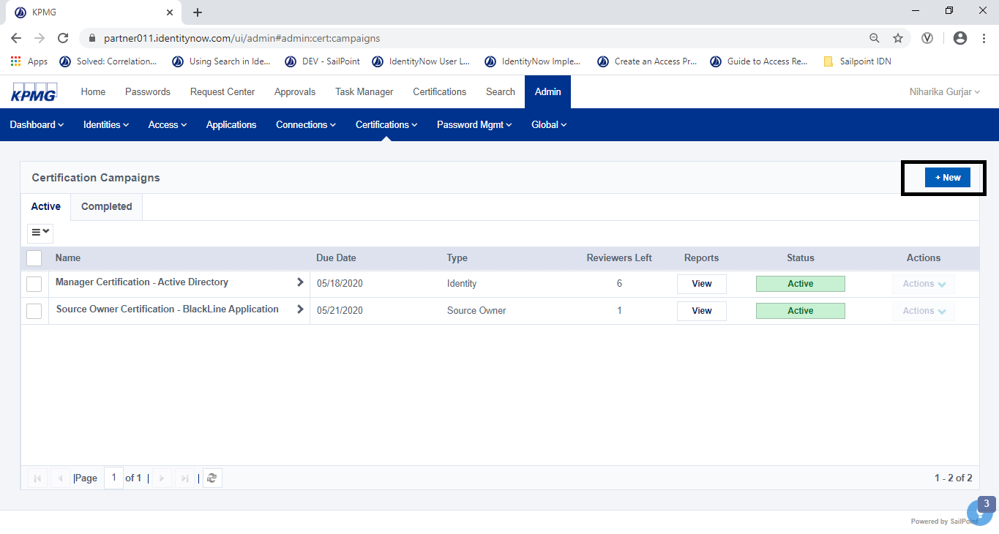 KPMG
partner011.identitynow.com/ui/admin#admin:cert:campaigns
Apps Solved: Correlation... Using Search in Ide... DEV - SailPoint IdentityNow User L... IdentityNow Imple... Create an Access Pr... Guide to Access Re... Sailpoint IDN
KPMG Home Passwords Request Center Approvals Task Manager Certifications Search Admin Niharika Gurjar
Dashboard Identities Access Applications Connections Certifications Password Mgmt Global
Certification Campaigns + New
Active Completed
Name Due Date Type Reviewers Left Reports Status Actions
Manager Certification - Active Directory 05/18/2020 Identity 6 View Active Actions
Source Owner Certification - BlackLine Application 05/21/2020 Source Owner 1 View Active Actions
|Page 1 of 1 | | 1 - 2 of 2
3
Powered by SailPoint